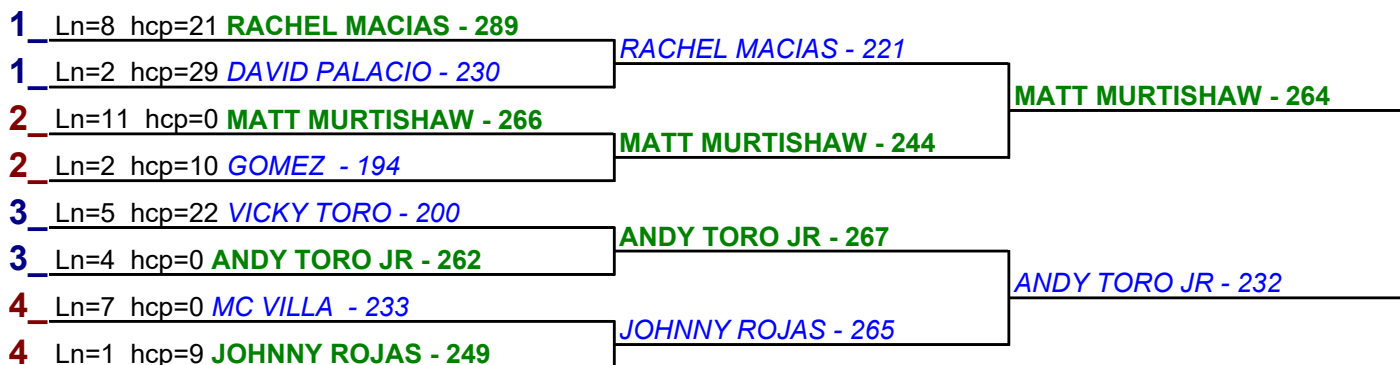 1_ Ln=8 hcp=21 RACHEL MACIAS - 289
RACHEL MACIAS - 221
1_ Ln=2 hcp=29 DAVID PALACIO - 230
MATT MURTISHAW - 264
2_ Ln=11 hcp=0 MATT MURTISHAW - 266
MATT MURTISHAW - 244
2_ Ln=2 hcp=10 GOMEZ - 194
3_ Ln=5 hcp=22 VICKY TORO - 200
ANDY TORO JR - 267
3_ Ln=4 hcp=0 ANDY TORO JR - 262
ANDY TORO JR - 232
4_ Ln=7 hcp=0 MC VILLA - 233
JOHNNY ROJAS - 265
4 Ln=1 hcp=9 JOHNNY ROJAS - 249